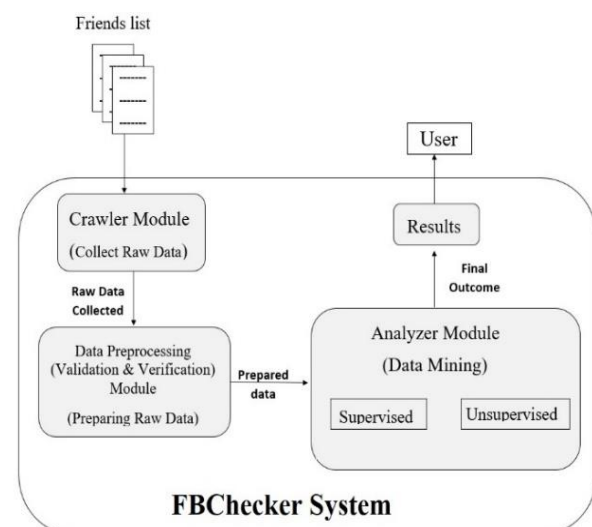 Friends list
User
Crawler Module
(Collect Raw Data)
Results
Raw Data
Collected
Final
Outcome
Data Preprocessing
(Validation & Verification)
Module
(Preparing Raw Data)
Prepared
data
Analyzer Module
(Data Mining)
Supervised
Unsupervised
FBChecker System